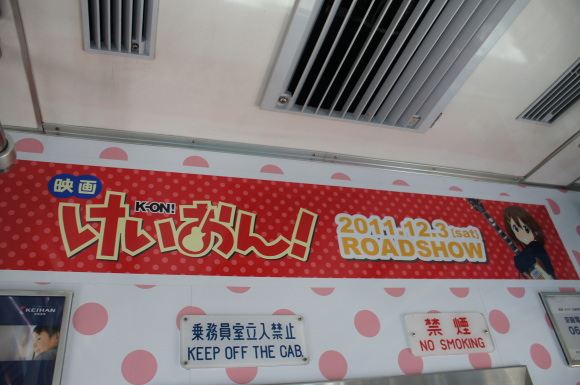 映画
けいおん!
K-ON!
2011.12.3 [sat]
ROADSHOW
KEIHAN
乗務員室立入禁止
KEEP OFF THE CAB.
禁煙
NO SMOKING
06